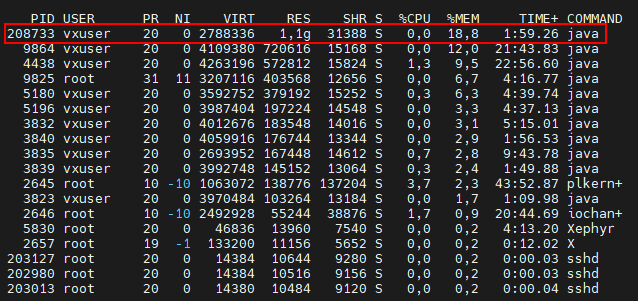 PID USER PR NI VIRT RES SHR S %CPU %MEM TIME+ COMMAND
208733 vxuser 20 0 2788336 1,1g 31388 S 0,0 18,8 1:59.26 java
9864 vxuser 20 0 4109380 720616 15168 S 0,0 12,0 21:43.83 java
4438 vxuser 20 0 4263196 572812 15824 S 1,3 9,5 22:56.60 java
9825 root 31 11 3207116 403568 12656 S 0,0 6,7 4:16.77 java
5180 vxuser 20 0 3592752 379192 15252 S 0,3 6,3 4:39.74 java
5196 vxuser 20 0 3987404 197224 14548 S 0,0 3,3 4:37.13 java
3832 vxuser 20 0 4012676 183548 14016 S 0,0 3,1 5:15.01 java
3840 vxuser 20 0 4059916 176744 13344 S 0,0 2,9 1:56.53 java
3835 vxuser 20 0 2693952 167448 14612 S 0,7 2,8 9:43.78 java
3839 vxuser 20 0 3992748 145152 13064 S 0,3 2,4 1:49.88 java
2645 root 10 -10 1063072 138776 137204 S 3,7 2,3 43:52.87 plkern+
3823 vxuser 20 0 3970484 103264 13184 S 0,0 1,7 1:09.98 java
2646 root 10 -10 2492928 55244 38876 S 1,7 0,9 20:44.69 iochan+
5830 root 20 0 46836 13960 7540 S 0,0 0,2 4:13.20 Xephyr
2657 root 19 -1 133200 11156 5652 S 0,0 0,2 0:12.02 X
203127 root 20 0 14384 10644 9280 S 0,0 0,2 0:00.03 sshd
202980 root 20 0 14384 10516 9156 S 0,0 0,2 0:00.03 sshd
203013 root 20 0 14380 10484 9120 S 0,0 0,2 0:00.04 sshd